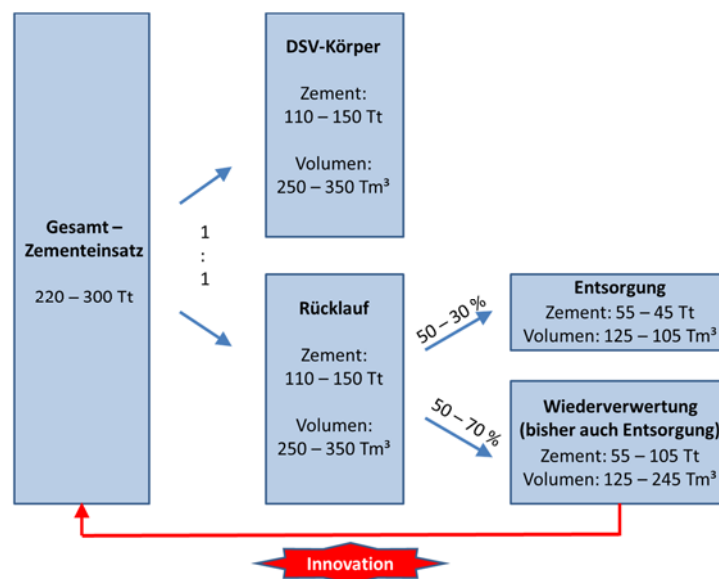 Gesamt –
Zementeinsatz
220 – 300 Tt
1
:
1
DSV-Körper
Zement:
110 – 150 Tt
Volumen:
250 – 350 Tm³
Rücklauf
Zement:
110 – 150 Tt
Volumen:
250 – 350 Tm³
50 – 30 %
50 – 70 %
Entsorgung
Zement: 55 – 45 Tt
Volumen: 125 – 105 Tm³
Wiederverwertung
(bisher auch Entsorgung)
Zement: 55 – 105 Tt
Volumen: 125 – 245 Tm³
Innovation